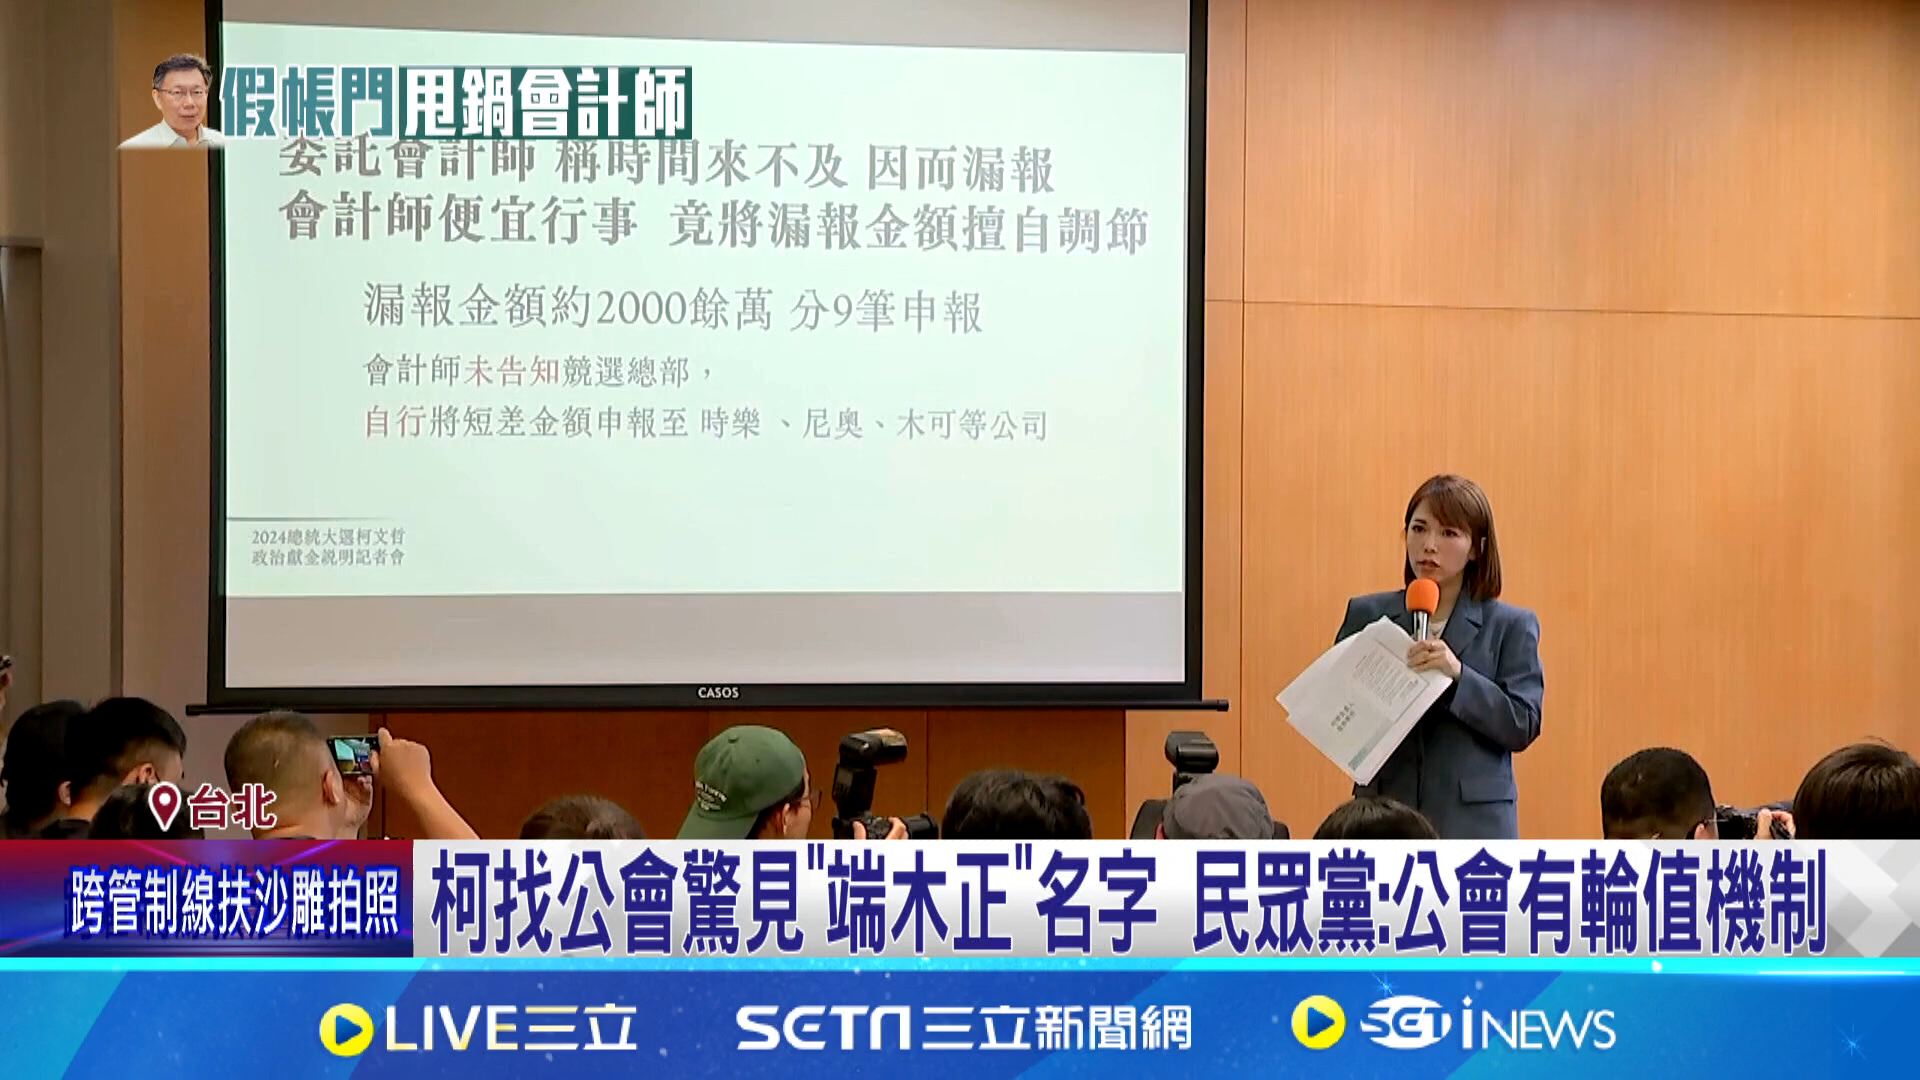 假帳門甩鍋會計師
委託會計師 稱時間來不及 因而漏報
會計師便宜行事 竟將漏報金額擅自調節
漏報金額約2000餘萬 分9筆申報
會計師未告知競選總部，
自行將短差金額申報至 時樂、尼奧、木可等公司
2024總統大選柯文哲
政治獻金說明記者會
CASOS
台北
跨管制線扶沙雕拍照
柯找公會驚見"端木正"名字 民眾黨:公會有輪值機制
LIVE三立
SETN三立新聞網
SETiNEWS